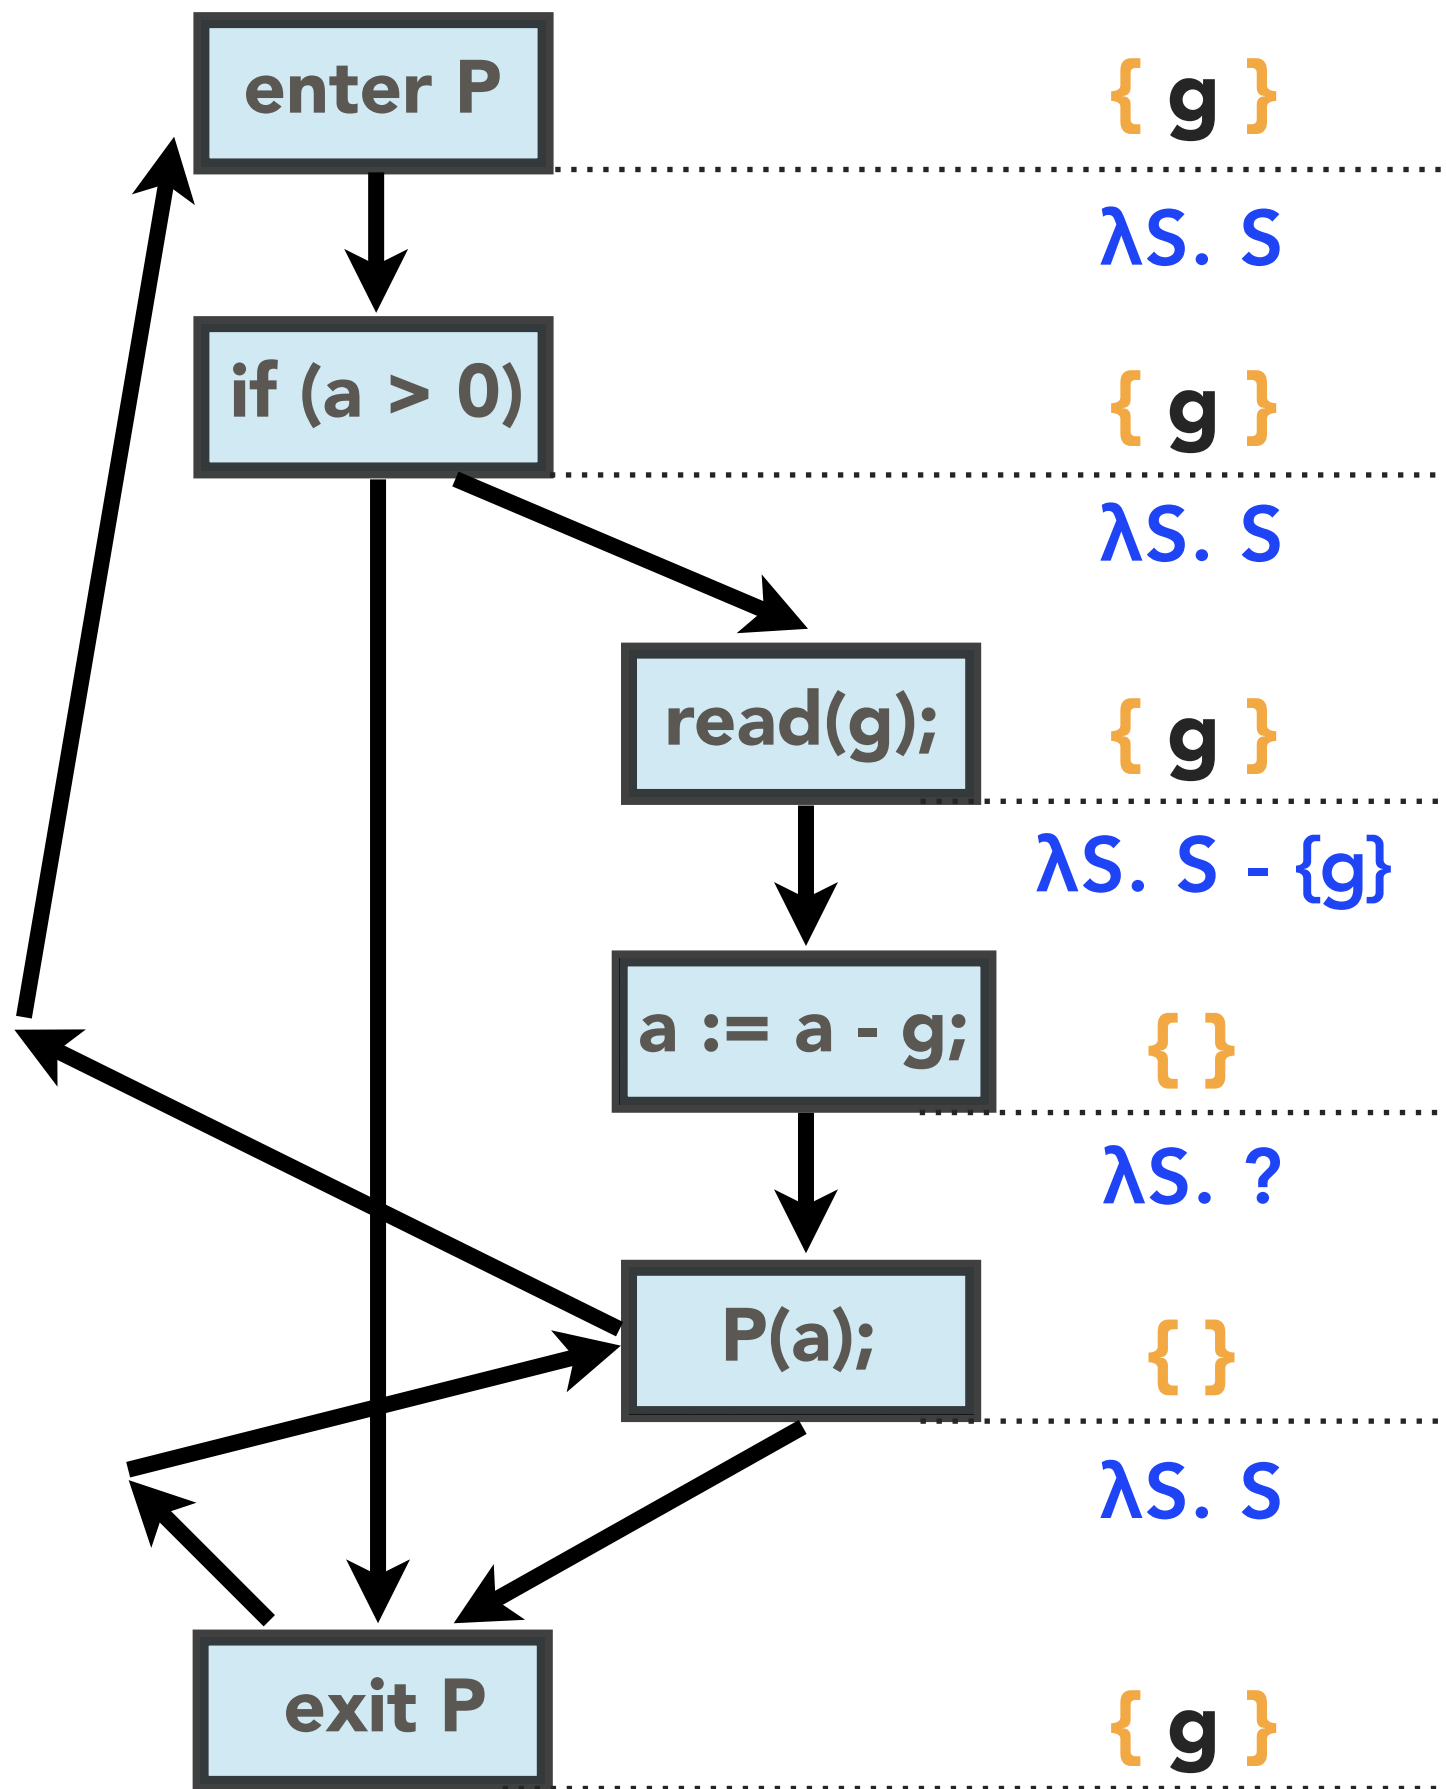 enter P
{ g }
λS. S
if (a > 0)
{ g }
λS. S
read(g);
{ g }
λS. S - {g}
a := a - g;
{ }
λS. ?
P(a);
{ }
λS. S
exit P
{ g }